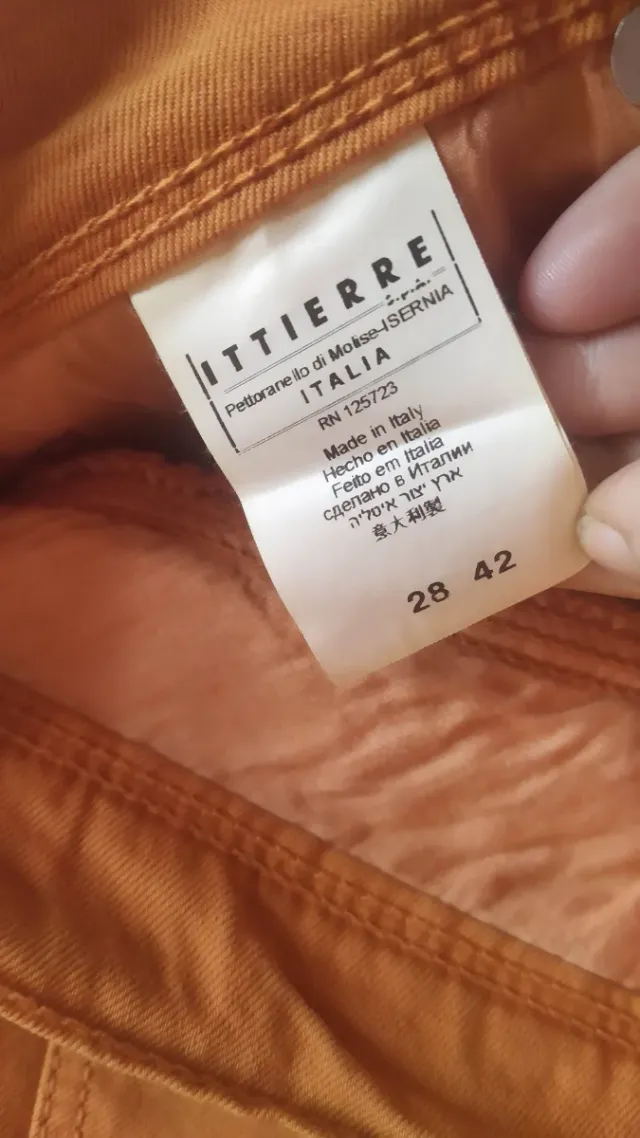 ITTIERRE
S.P.A.
Pettoranello di Molise-ISERNIA
ITALIA
RN 125723
Made in Italy
Hecho en Italia
Feito em Italia
сделано в Италии
ארץ יצור איטליה
意大利製
28 42